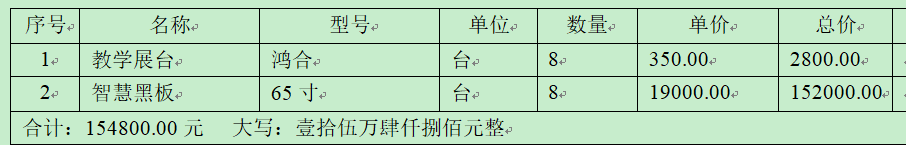 序号 名称 型号 单位 数量 单价 总价
1 教学展台 鸿合 台 8 350.00 2800.00
2 智慧黑板 65 寸 台 8 19000.00 152000.00
合计：154800.00 元 大写：壹拾伍万肆仟捌佰元整